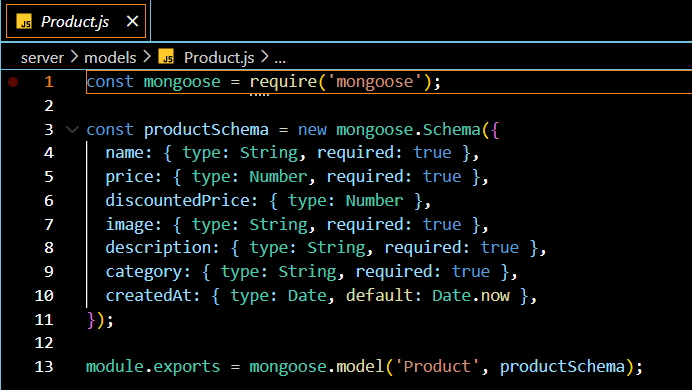 JS Product.js ×
server > models > JS Product.js > ...
1 const mongoose = require('mongoose');
2
3 const productSchema = new mongoose.Schema({
4   name: { type: String, required: true },
5   price: { type: Number, required: true },
6   discountedPrice: { type: Number },
7   image: { type: String, required: true },
8   description: { type: String, required: true },
9   category: { type: String, required: true },
10   createdAt: { type: Date, default: Date.now },
11 });
12
13 module.exports = mongoose.model('Product', productSchema);